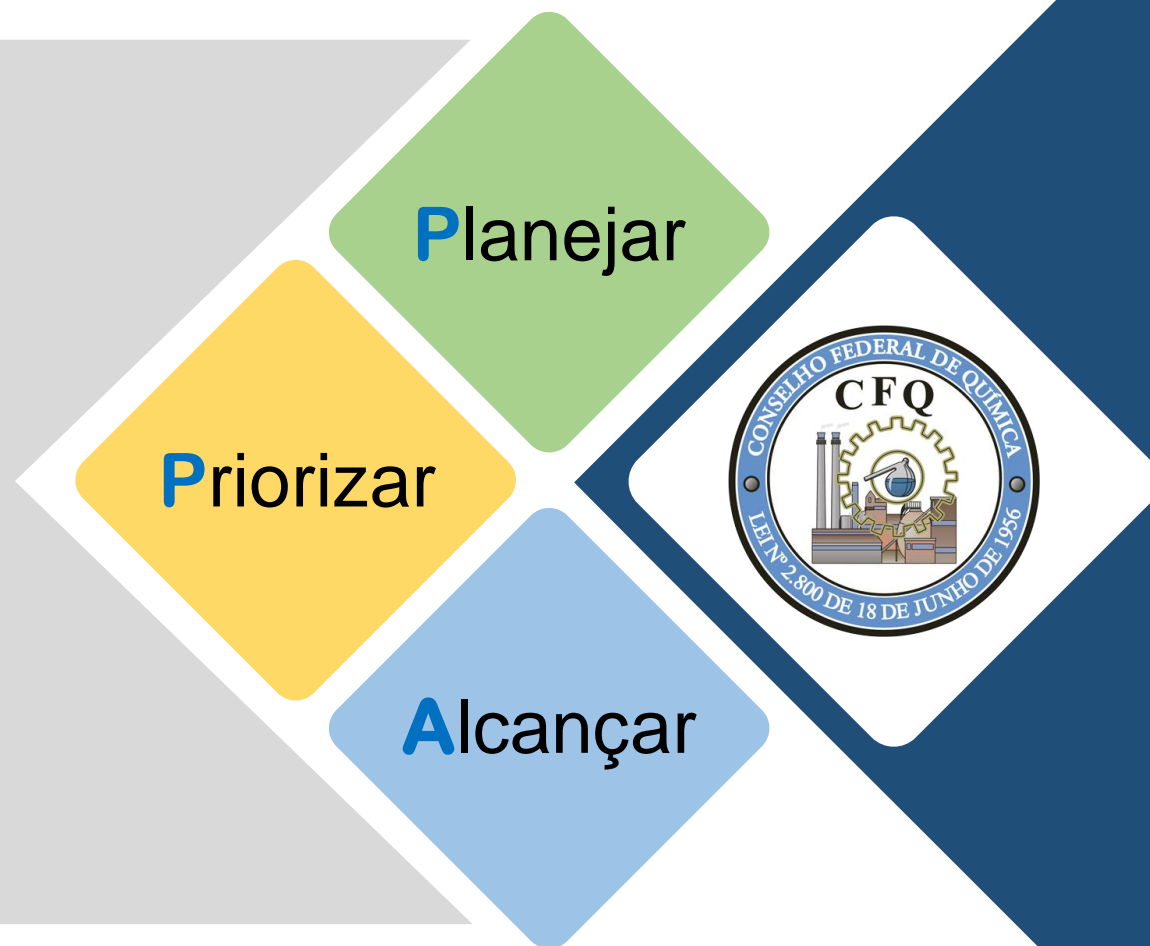 Planejar
Priorizar
Alcançar
CONSELHO FEDERAL DE QUÍMICA
CFQ
LEI Nº 2.800 DE 18 DE JUNHO DE 1956